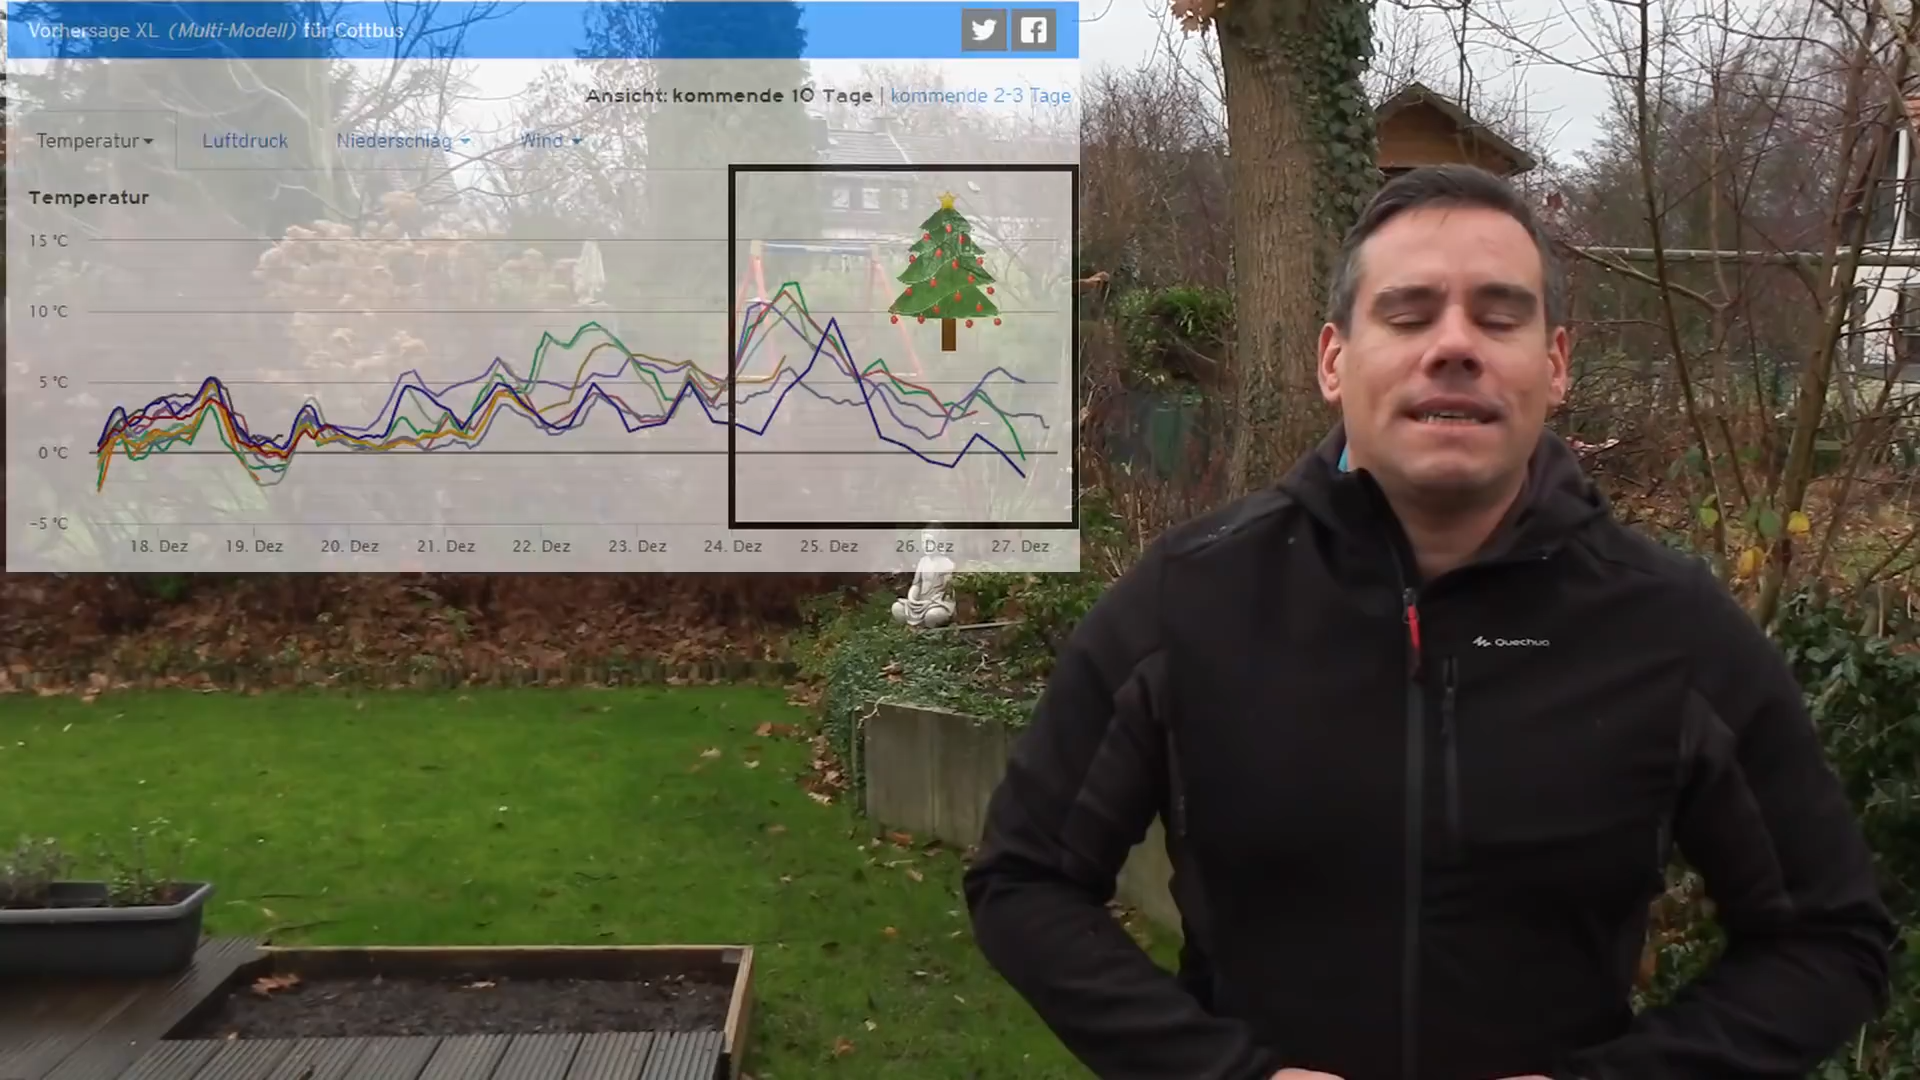 Vorhersage XL (Multi-Modell) für Cottbus
Ansicht: kommende 10 Tage | kommende 2-3 Tage
Temperatur Luftdruck Niederschlag Wind
Temperatur
15 °C
10 °C
5 °C
0 °C
-5 °C
18. Dez 19. Dez 20. Dez 21. Dez 22. Dez 23. Dez 24. Dez 25. Dez 26. Dez 27. Dez
Quechua